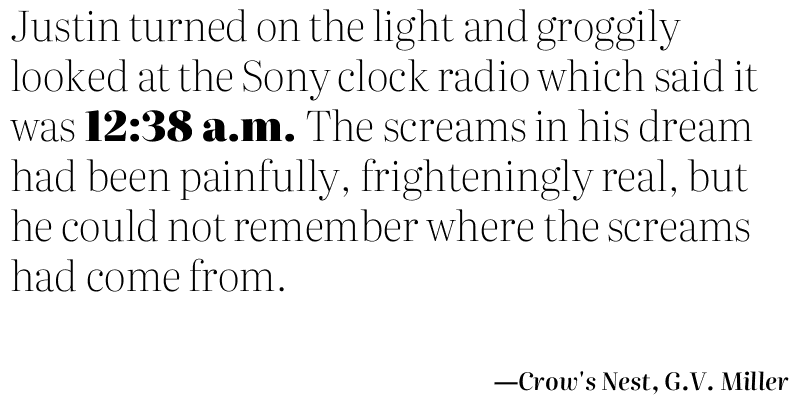 Justin turned on the light and groggily
looked at the Sony clock radio which said it
was 12:38 a.m. The screams in his dream
had been painfully, frighteningly real, but
he could not remember where the screams
had come from.
—Crow's Nest, G.V. Miller